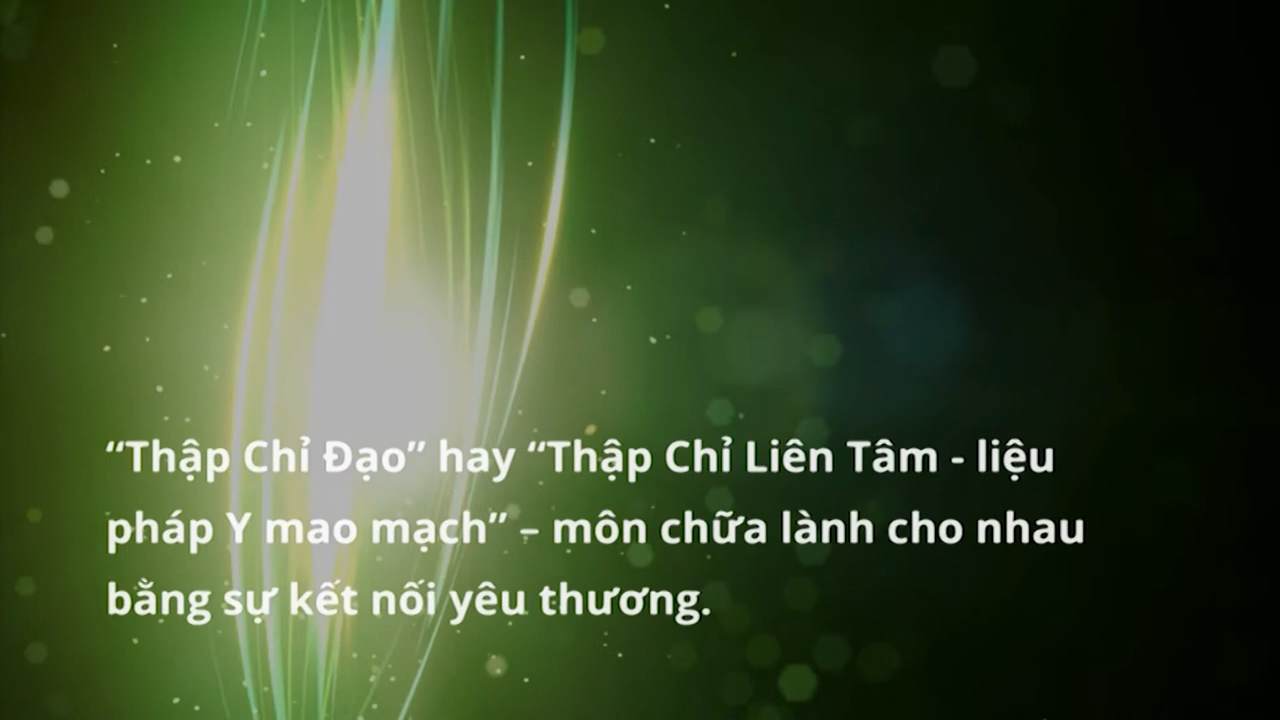 “Thập Chỉ Đạo” hay “Thập Chỉ Liên Tâm - liệu
pháp Y mao mạch” – môn chữa lành cho nhau
bằng sự kết nối yêu thương.